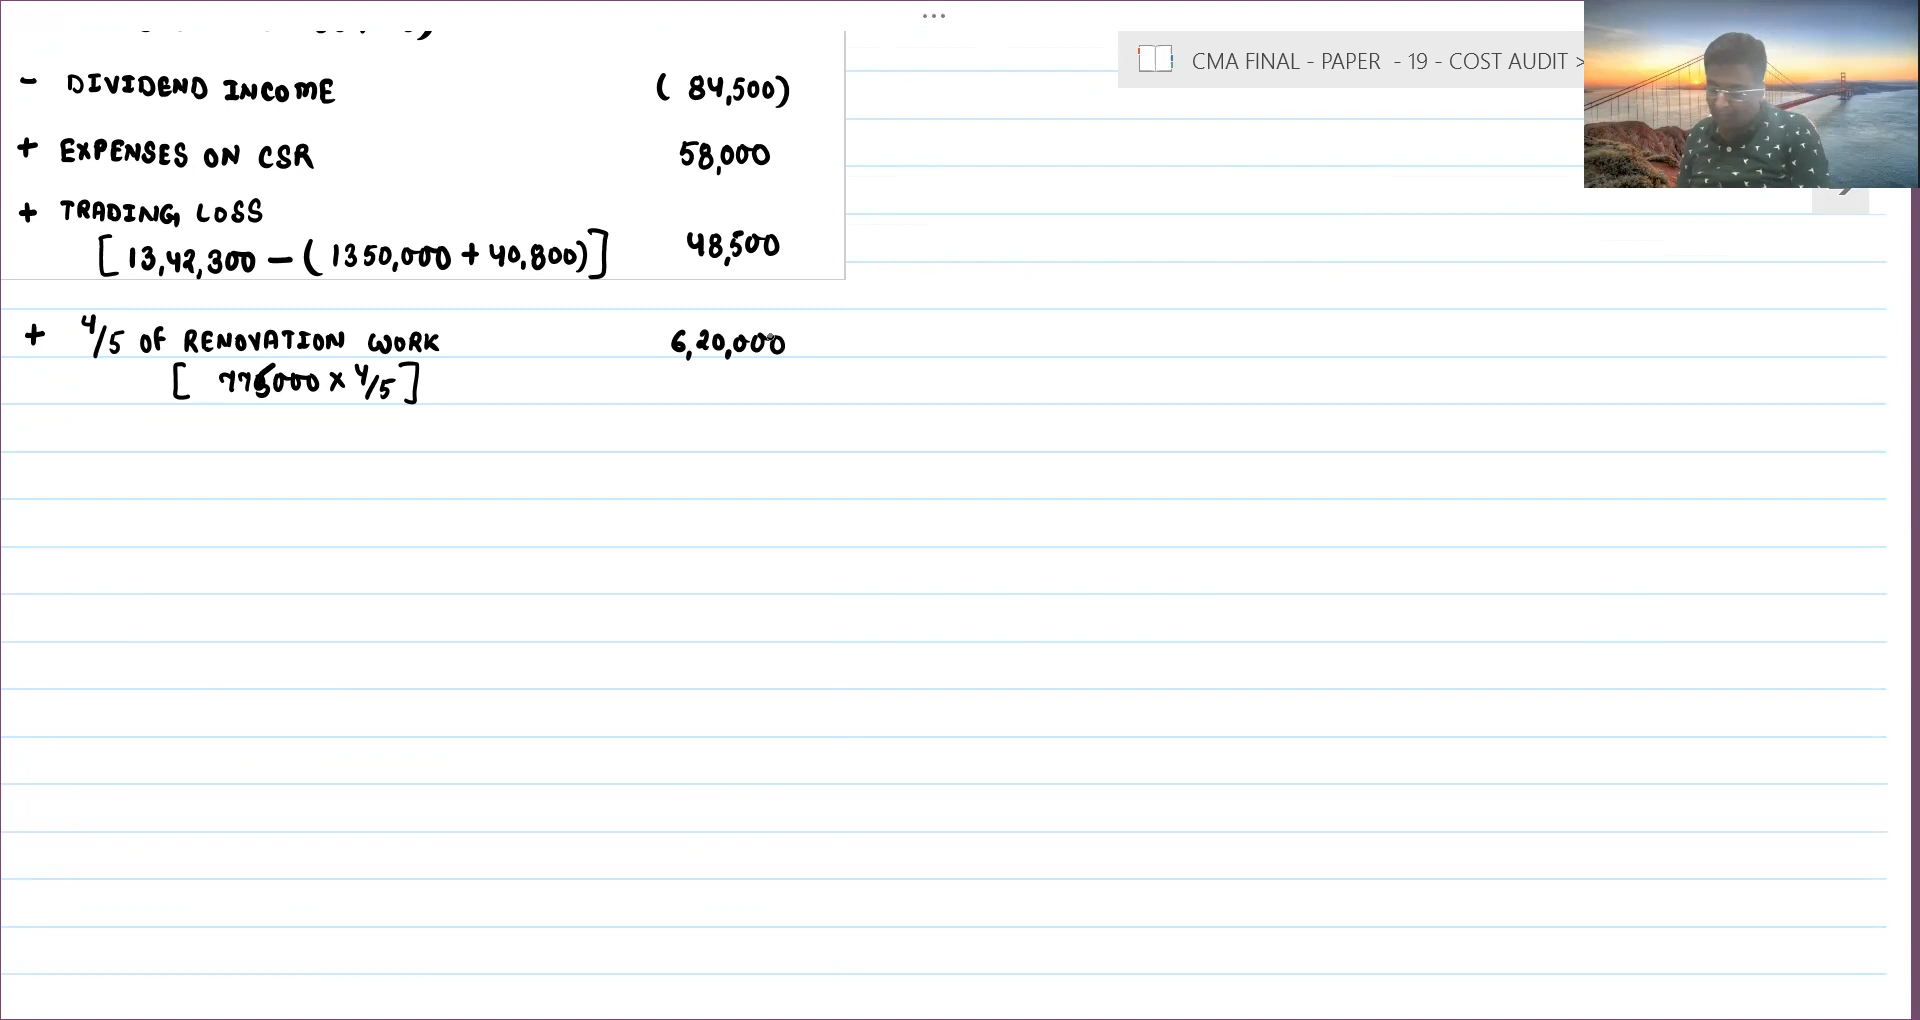 CMA FINAL - PAPER - 19 - COST AUDIT >
- DIVIDEND INCOME (84,500)
+ EXPENSES ON CSR 58,000
+ TRADING LOSS
[13,42,300 - (1350,000 + 40,800)] 48,500
+ 4/5 OF RENOVATION WORK 6,20,000
[775000 x 4/5]